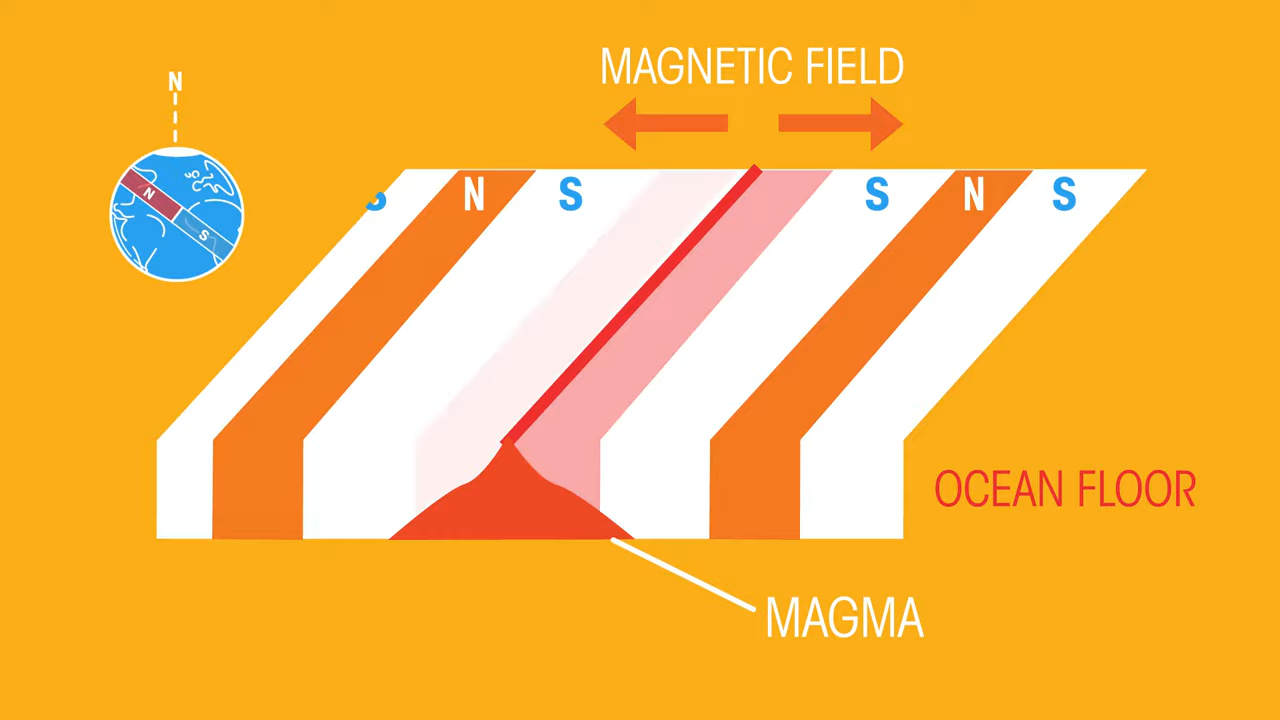 MAGNETIC FIELD
N
S N S S N S
N
S
OCEAN FLOOR
MAGMA